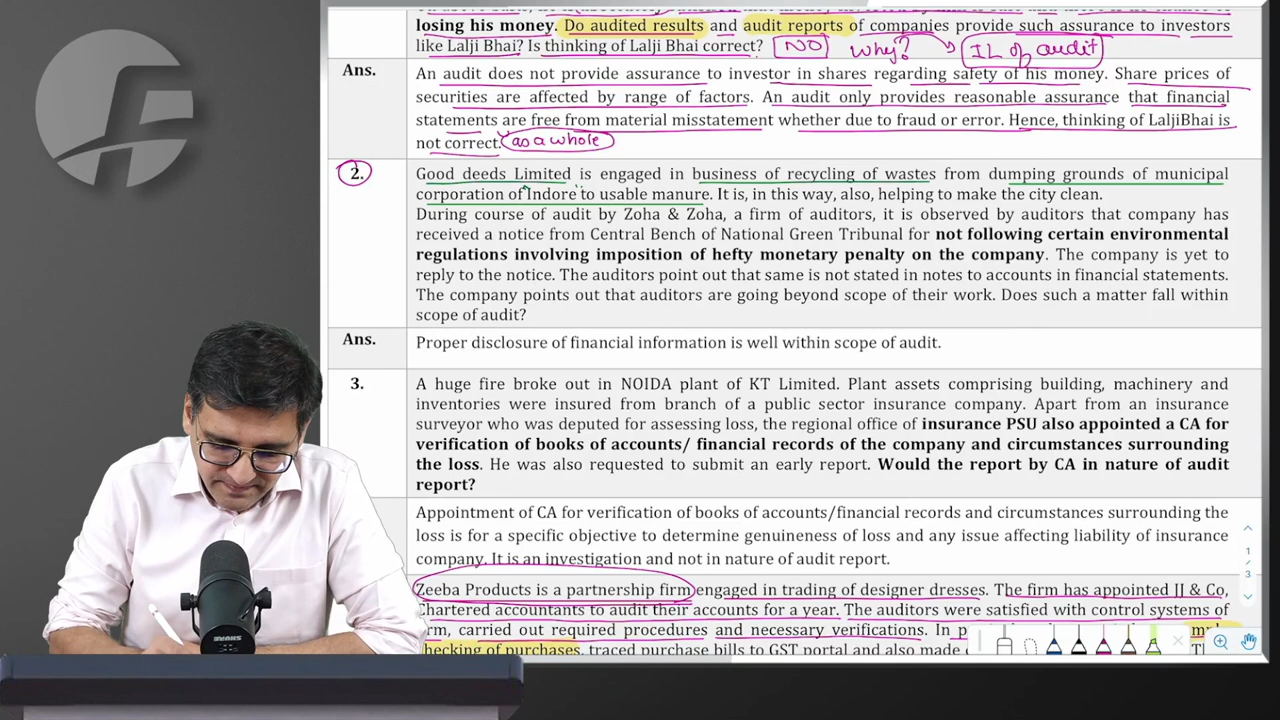 losing his money. Do audited results and audit reports of companies provide such assurance to investors
like Lalji Bhai? Is thinking of Lalji Bhai correct? NO why? IL of audit
Ans. An audit does not provide assurance to investor in shares regarding safety of his money. Share prices of
securities are affected by range of factors. An audit only provides reasonable assurance that financial
statements are free from material misstatement whether due to fraud or error. Hence, thinking of LaljiBhai is
not correct. as a whole
2. Good deeds Limited is engaged in business of recycling of wastes from dumping grounds of municipal
corporation of Indore to usable manure. It is, in this way, also, helping to make the city clean.
During course of audit by Zoha & Zoha, a firm of auditors, it is observed by auditors that company has
received a notice from Central Bench of National Green Tribunal for not following certain environmental
regulations involving imposition of hefty monetary penalty on the company. The company is yet to
reply to the notice. The auditors point out that same is not stated in notes to accounts in financial statements.
The company points out that auditors are going beyond scope of their work. Does such a matter fall within
scope of audit?
Ans. Proper disclosure of financial information is well within scope of audit.
3. A huge fire broke out in NOIDA plant of KT Limited. Plant assets comprising building, machinery and
inventories were insured from branch of a public sector insurance company. Apart from an insurance
surveyor who was deputed for assessing loss, the regional office of insurance PSU also appointed a CA for
verification of books of accounts/ financial records of the company and circumstances surrounding
the loss. He was also requested to submit an early report. Would the report by CA in nature of audit
report?
Appointment of CA for verification of books of accounts/financial records and circumstances surrounding the
loss is for a specific objective to determine genuineness of loss and any issue affecting liability of insurance
company. It is an investigation and not in nature of audit report.
Zeeba Products is a partnership firm engaged in trading of designer dresses. The firm has appointed JJ & Co,
Chartered accountants to audit their accounts for a year. The auditors were satisfied with control systems of
carried out required procedures and necessary verifications. In
checking of purchases, traced purchase bills to GST portal and also made
1
/
3
SHURE